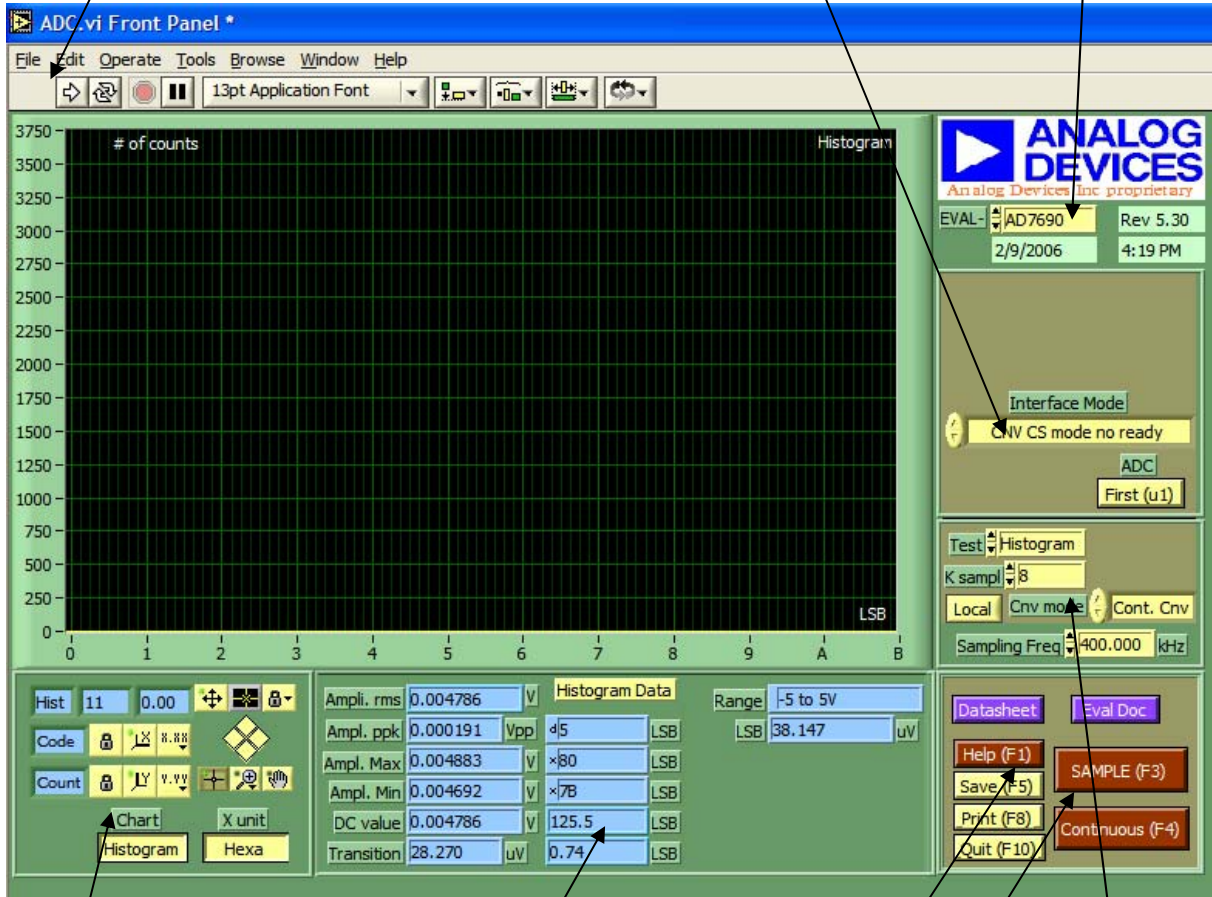 ADC.vi Front Panel *
File Edit Operate Tools Browse Window Help
13pt Application Font
# of counts
Histogram
3750
3500
3250
3000
2750
2500
2250
2000
1750
1500
1250
1000
750
500
250
0
LSB
0 1 2 3 4 5 6 7 8 9 A B
ANALOG
DEVICES
Analog Devices Inc proprietary
EVAL- AD7690 Rev 5.30
2/9/2006 4:19 PM
Interface Mode
CNV CS mode no ready
ADC
First (u1)
Test Histogram
K sampl 8
Local Cnv mode Cont. Cnv
Sampling Freq 400.000 kHz
Hist 11 0.00
Code X X.XX
Count Y Y.YY
Chart X unit
Histogram Hexa
Histogram Data
Ampli. rms 0.004786 V
Ampl. ppk 0.000191 Vpp d5 LSB
Ampl. Max 0.004883 V x80 LSB
Ampl. Min 0.004692 V x7B LSB
DC value 0.004786 V 125.5 LSB
Transition 28.270 uV 0.74 LSB
Range -5 to 5V
LSB 38.147 uV
Datasheet Eval Doc
Help (F1)
Save (F5)
Print (F8)
Quit (F10)
SAMPLE (F3)
Continuous (F4)